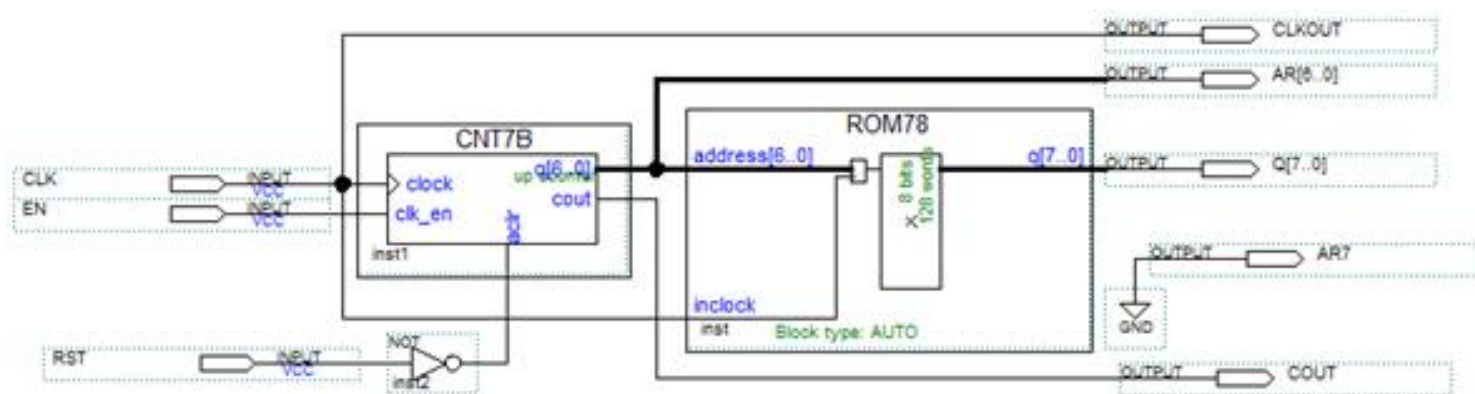 OUTPUT CLKOUT
OUTPUT AR[6..0]
CNT7B
ROM78
q[6..0]
address[6..0]
q[7..0]
OUTPUT Q[7..0]
CLK INPUT
VCC
clock
up counter
cout
8 bits
128 words
×
EN INPUT
VCC
clk_en
aclr
inst1
OUTPUT AR7
GND
inclock
inst
Block type: AUTO
RST INPUT
VCC
NOT
inst2
OUTPUT COUT